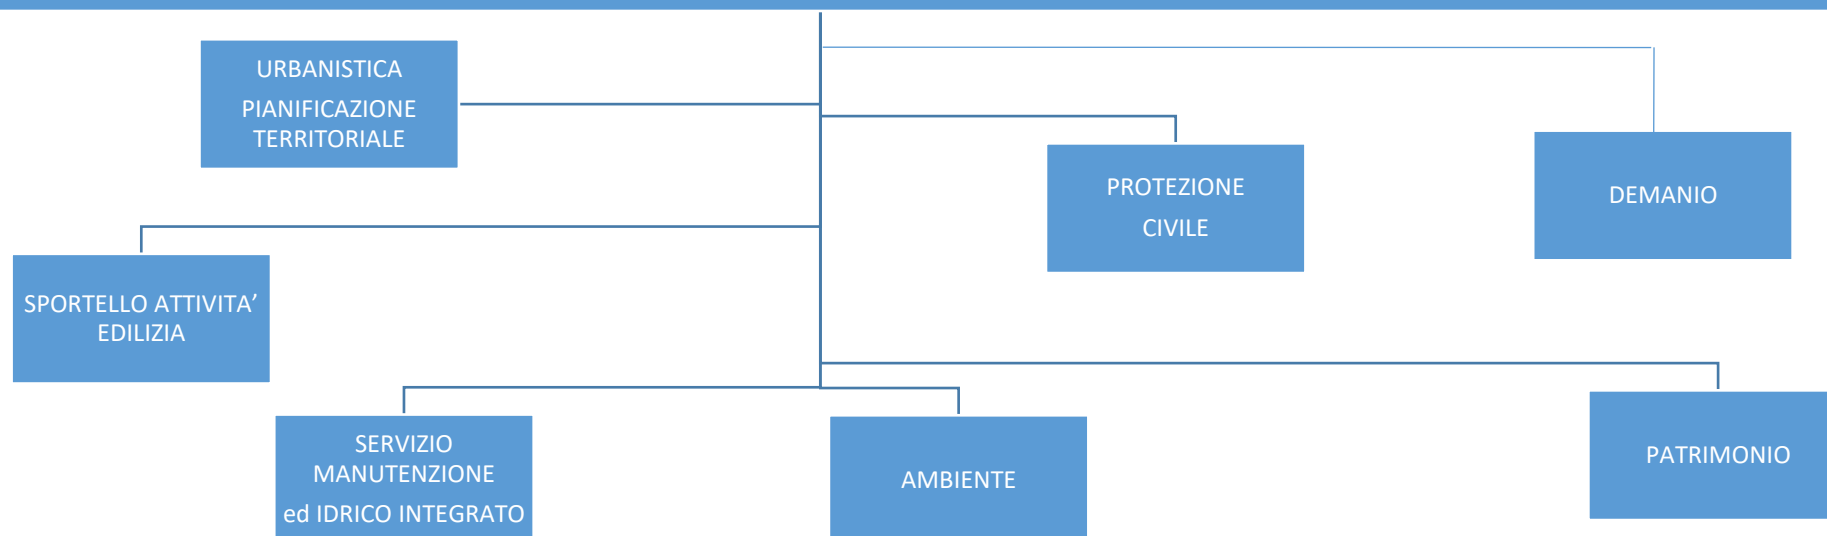 URBANISTICA
PIANIFICAZIONE
TERRITORIALE
PROTEZIONE
CIVILE
DEMANIO
SPORTELLO ATTIVITA’
EDILIZIA
SERVIZIO
MANUTENZIONE
ed IDRICO INTEGRATO
AMBIENTE
PATRIMONIO